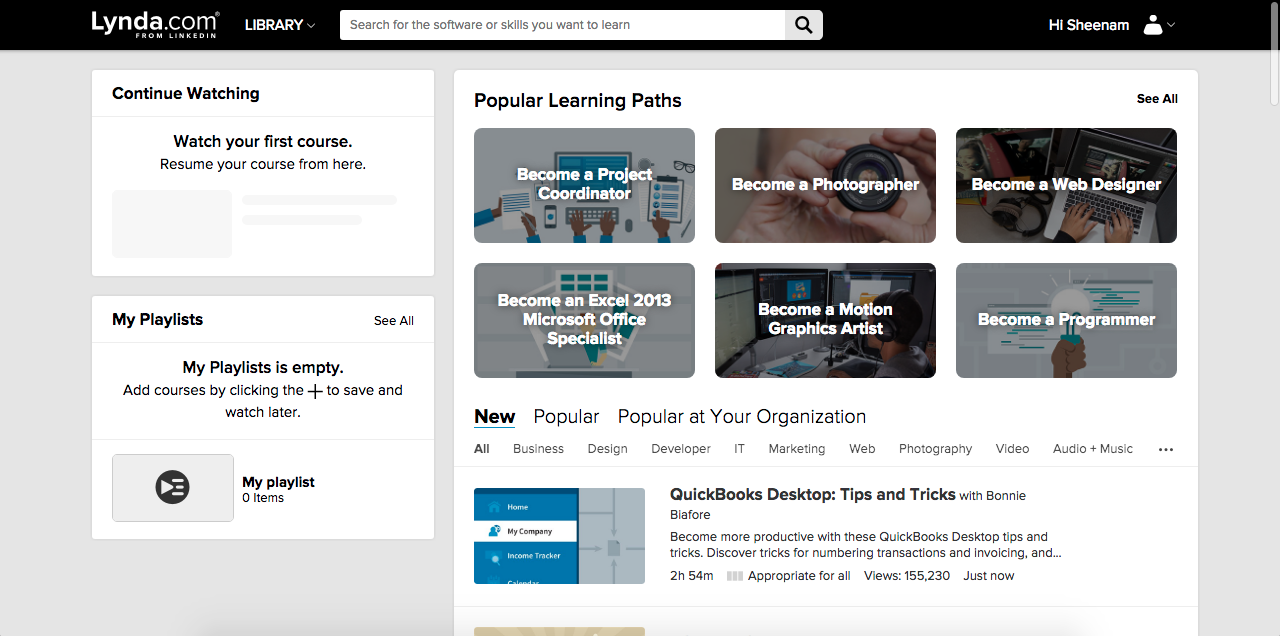 Lynda.com®
FROM LINKEDIN
LIBRARY
Search for the software or skills you want to learn
Hi Sheenam
Continue Watching
Watch your first course.
Resume your course from here.
My Playlists
See All
My Playlists is empty.
Add courses by clicking the + to save and
watch later.
My playlist
0 Items
Popular Learning Paths
See All
Become a Project
Coordinator
Become a Photographer
Become a Web Designer
Become an Excel 2013
Microsoft Office
Specialist
Become a Motion
Graphics Artist
Become a Programmer
New Popular Popular at Your Organization
All Business Design Developer IT Marketing Web Photography Video Audio + Music ...
Home
My Company
Income Tracker
Calendar
QuickBooks Desktop: Tips and Tricks with Bonnie
Biafore
Become more productive with these QuickBooks Desktop tips and
tricks. Discover tricks for numbering transactions and invoicing, and...
2h 54m Appropriate for all Views: 155,230 Just now